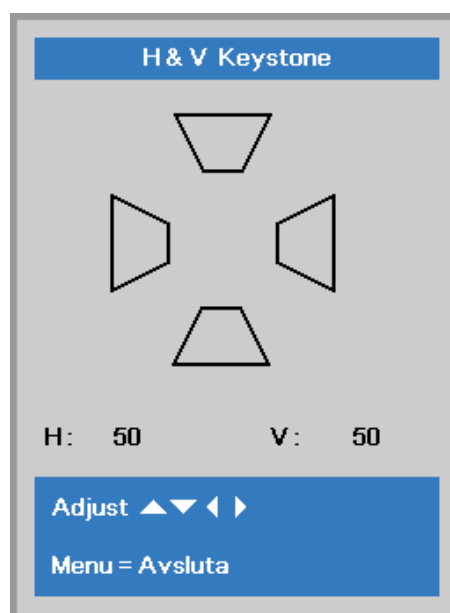 H & V Keystone
H: 50 V: 50
Adjust ▲▼◀▶
Menu = Avsluta